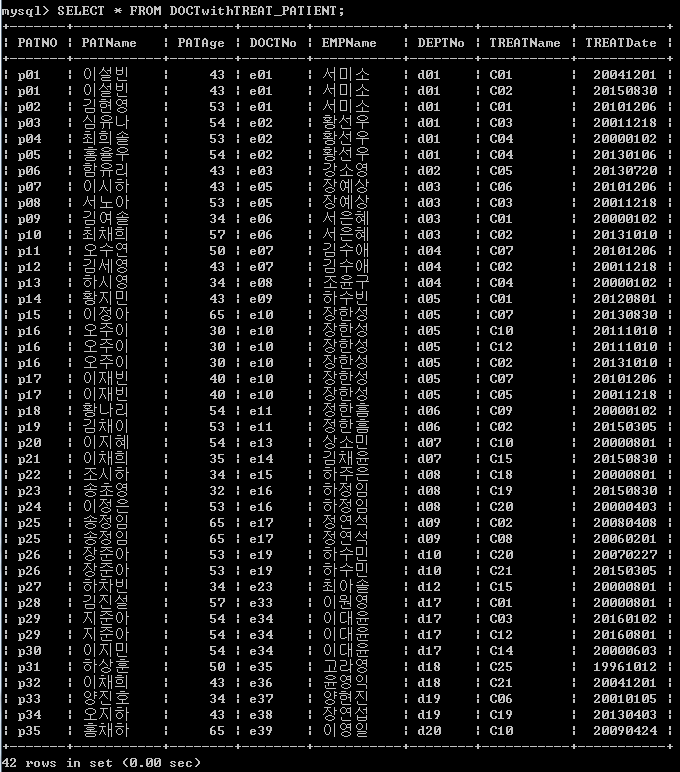 mysql> SELECT * FROM DOCTwithTREAT_PATIENT;
| PATNO | PATName | PATAge | DOCTNo | EMPName | DEPTNo | TREATName | TREATDate |
| p01 | 이설빈 | 43 | e01 | 서미소 | d01 | C01 | 20041201 |
| p01 | 이설빈 | 43 | e01 | 서미소 | d01 | C02 | 20150830 |
| p02 | 김현영 | 53 | e01 | 서미소 | d01 | C01 | 20101206 |
| p03 | 심유나 | 54 | e02 | 황선우 | d01 | C03 | 20011218 |
| p04 | 최희솔 | 53 | e02 | 황선우 | d01 | C04 | 20000102 |
| p05 | 홍율우 | 54 | e02 | 황선우 | d01 | C04 | 20130106 |
| p06 | 함유리 | 43 | e03 | 강소영 | d02 | C05 | 20130720 |
| p07 | 이시하 | 43 | e05 | 장예상 | d03 | C06 | 20101206 |
| p08 | 서노아 | 53 | e05 | 장예상 | d03 | C03 | 20011218 |
| p09 | 김여솔 | 34 | e06 | 서은혜 | d03 | C01 | 20000102 |
| p10 | 최채희 | 57 | e06 | 서은혜 | d03 | C02 | 20131010 |
| p11 | 오수연 | 50 | e07 | 김수애 | d04 | C07 | 20101206 |
| p12 | 김세영 | 43 | e07 | 김수애 | d04 | C02 | 20011218 |
| p13 | 하시영 | 34 | e08 | 조윤구 | d04 | C04 | 20000102 |
| p14 | 황지민 | 43 | e09 | 하수빈 | d05 | C01 | 20120801 |
| p15 | 이정아 | 65 | e10 | 장한성 | d05 | C07 | 20130830 |
| p16 | 오주이 | 30 | e10 | 장한성 | d05 | C10 | 20111010 |
| p16 | 오주이 | 30 | e10 | 장한성 | d05 | C12 | 20111010 |
| p16 | 오주이 | 30 | e10 | 장한성 | d05 | C02 | 20131010 |
| p17 | 이재빈 | 40 | e10 | 장한성 | d05 | C07 | 20101206 |
| p17 | 이재빈 | 40 | e10 | 장한성 | d05 | C05 | 20011218 |
| p18 | 황나리 | 54 | e11 | 정한흠 | d06 | C09 | 20000102 |
| p19 | 김채이 | 53 | e11 | 정한흠 | d06 | C02 | 20150305 |
| p20 | 이지혜 | 54 | e13 | 상소민 | d07 | C10 | 20000801 |
| p21 | 이채희 | 35 | e14 | 김채윤 | d07 | C15 | 20150830 |
| p22 | 조시하 | 34 | e15 | 하주은 | d08 | C18 | 20000801 |
| p23 | 송초영 | 32 | e16 | 하정임 | d08 | C19 | 20150830 |
| p24 | 이정은 | 53 | e16 | 하정임 | d08 | C20 | 20000403 |
| p25 | 송정임 | 65 | e17 | 정연석 | d09 | C02 | 20080408 |
| p25 | 송정임 | 65 | e17 | 정연석 | d09 | C08 | 20060201 |
| p26 | 장준아 | 53 | e19 | 하수민 | d10 | C20 | 20070227 |
| p26 | 장준아 | 53 | e19 | 하수민 | d10 | C21 | 20150305 |
| p27 | 하차빈 | 34 | e23 | 최아솔 | d12 | C15 | 20000801 |
| p28 | 김진설 | 57 | e33 | 이원영 | d17 | C01 | 20000801 |
| p29 | 지준아 | 54 | e34 | 이대윤 | d17 | C03 | 20160102 |
| p29 | 지준아 | 54 | e34 | 이대윤 | d17 | C12 | 20160801 |
| p30 | 이지민 | 54 | e34 | 이대윤 | d17 | C14 | 20000603 |
| p31 | 하상훈 | 50 | e35 | 고라영 | d18 | C25 | 19961012 |
| p32 | 이채희 | 43 | e36 | 윤영익 | d18 | C21 | 20041201 |
| p33 | 양진호 | 34 | e37 | 양현진 | d19 | C06 | 20010105 |
| p34 | 오지하 | 43 | e38 | 장연섭 | d19 | C19 | 20130403 |
| p35 | 홍채하 | 65 | e39 | 이영일 | d20 | C10 | 20090424 |
42 rows in set (0.00 sec)